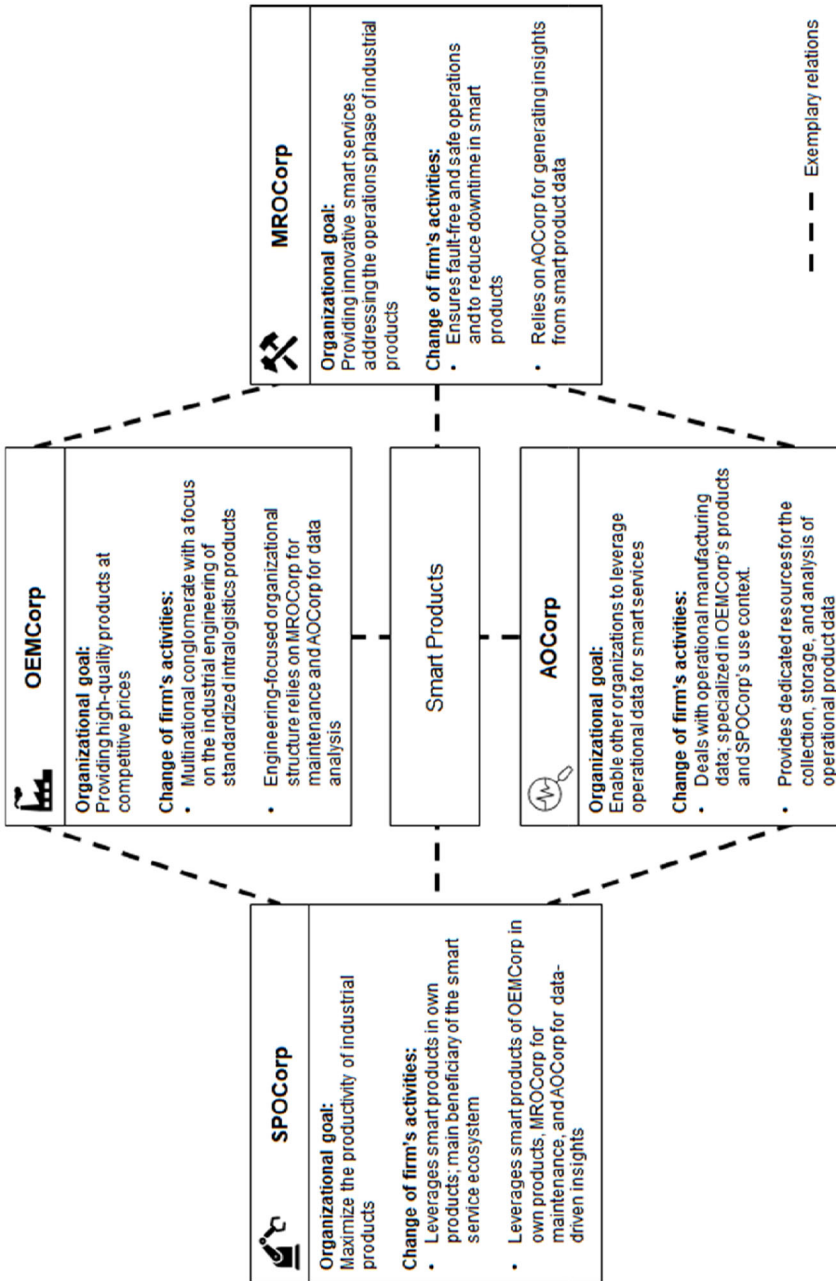 OEMCorp
Organizational goal:
Providing high-quality products at
competitive prices
Change of firm's activities:
• Multinational conglomerate with a focus
on the industrial engineering of
standardized intralogistics products
• Engineering-focused organizational
structure relies on MROCorp for
maintenance and AOCorp for data
analysis
SPOCorp
Organizational goal:
Maximize the productivity of industrial
products
Change of firm's activities:
• Leverages smart products in own
products; main beneficiary of the smart
service ecosystem
• Leverages smart products of OEMCorp in
own products, MROCorp for
maintenance, and AOCorp for data-
driven insights
Smart Products
MROCorp
Organizational goal:
Providing innovative smart services
addressing the operations phase of industrial
products
Change of firm's activities:
• Ensures fault-free and safe operations
and to reduce downtime in smart
products
• Relies on AOCorp for generating insights
from smart product data
AOCorp
Organizational goal:
Enable other organizations to leverage
operational data for smart services
Change of firm's activities:
• Deals with operational manufacturing
data; specialized in OEMCorp's products
and SPOCorp's use context.
• Provides dedicated resources for the
collection, storage, and analysis of
operational product data
Exemplary relations